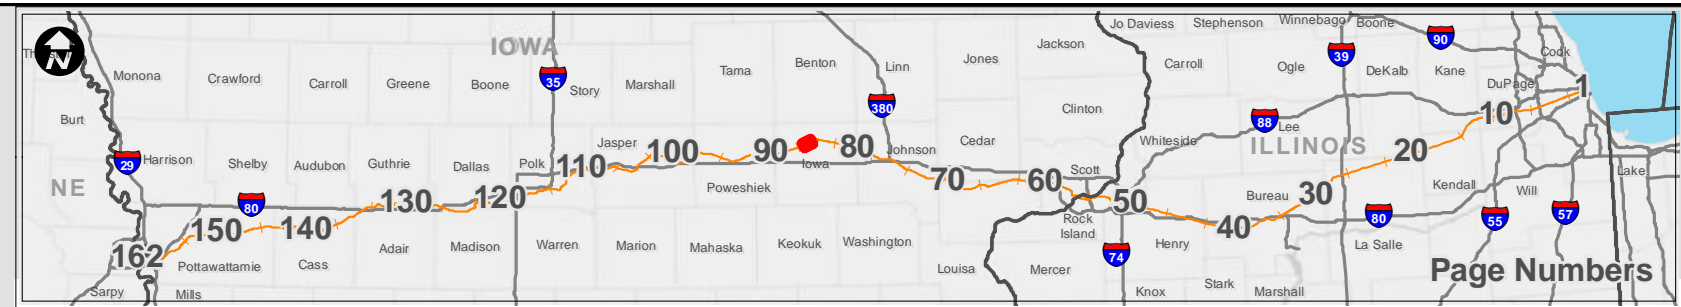 Jo Daviess Stephenson Winnebago Boone
N
IOWA
Jackson
39
90
Cook
Monona Crawford Carroll Greene Boone 35 Story Marshall Tama Benton Linn Jones Carroll Ogle DeKalb Kane
DuPage 1
Burt
380
Clinton
88 Lee
10
29 Harrison Shelby Audubon Guthrie Dallas Polk 110 Jasper 100 90 Iowa 80 Johnson Cedar Whiteside ILLINOIS 20
NE
80
130 120
Poweshiek
70 60 Scott
50
Bureau 30 Kendall Will Lake
162 150 140
Adair Madison Warren Marion Mahaska Keokuk Washington
Rock
Island
74
Henry 40
80
La Salle
55 57
Pottawattamie Cass
Louisa Mercer
Stark
Page Numbers
Sarpy Mills
Knox Marshall